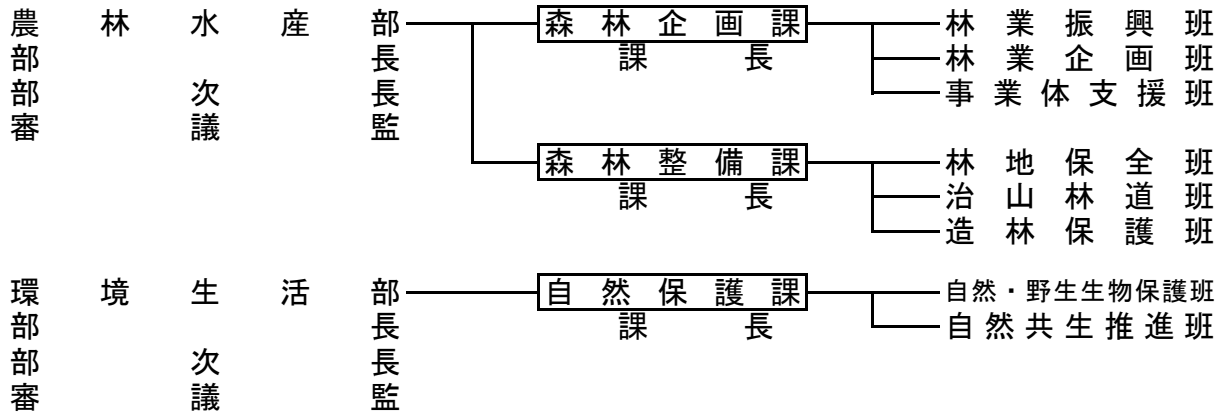 農林水産部 森林企画課 林業振興班
部長 課長 林業企画班
部次長 事業体支援班
審議監
森林整備課 林地保全班
課長 治山林道班
造林保護班
環境生活部 自然保護課 自然・野生生物保護班
部長 課長 自然共生推進班
部次長
審議監